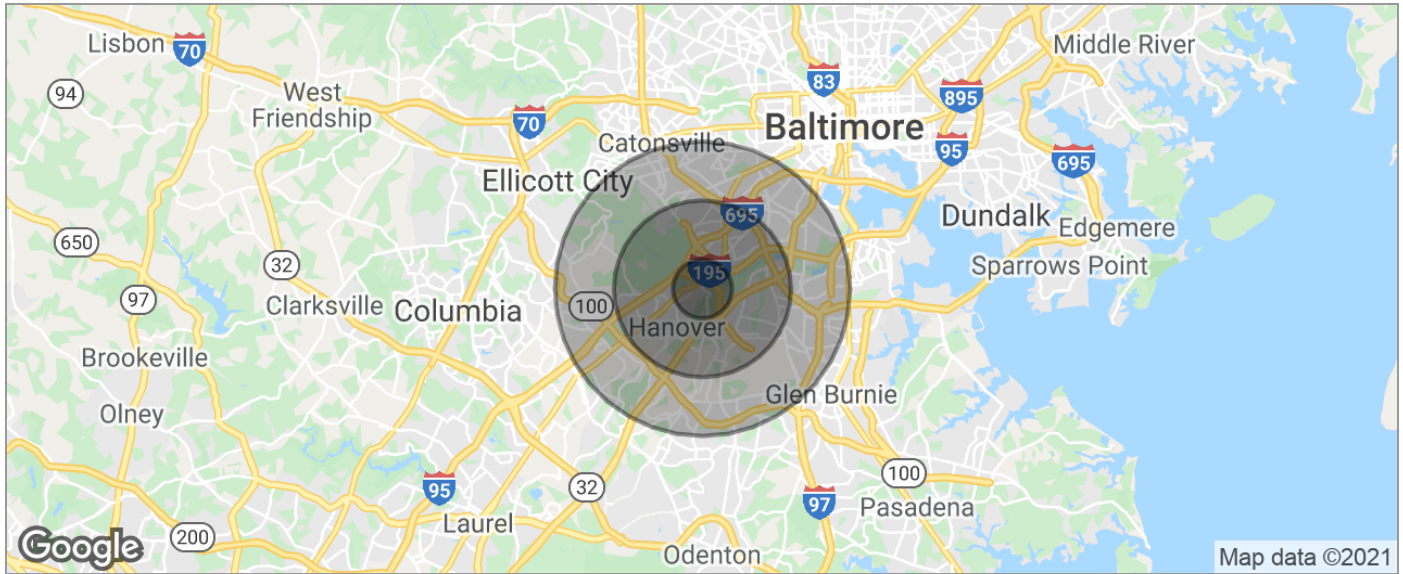 Lisbon
70
94
West
Friendship
70
83
895
Middle River
Baltimore
95
695
Catonsville
Ellicott City
695
Dundalk
Edgemere
650
32
195
Sparrows Point
97
Clarksville
Columbia
100
Hanover
Brookeville
Olney
Glen Burnie
95
32
100
97
Pasadena
Laurel
200
Odenton
Google
Map data ©2021